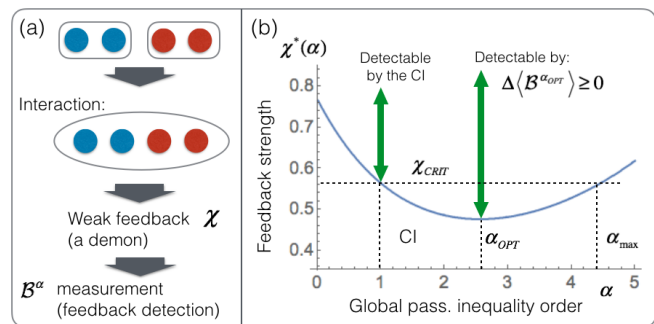 (a)
Interaction:
Weak feedback χ
(a demon)
𝓑^α measurement
(feedback detection)
(b)
χ*(α)
Detectable
by the CI
Detectable by:
Δ⟨𝓑^{α_OPT}⟩ ≥ 0
Feedback strength
0.8
0.7
0.6
0.5
0.4
χ_CRIT
CI
α_OPT
α_max
0 1 2 3 4 5
α
Global pass. inequality order